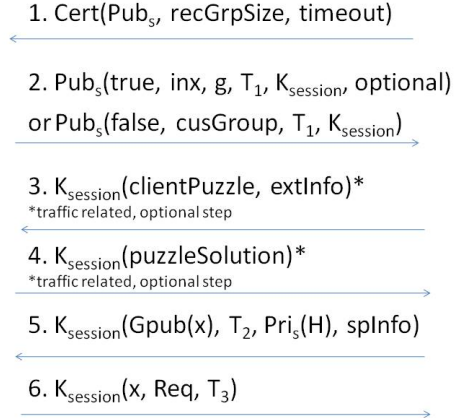 1. Cert(Pubs, recGrpSize, timeout)
2. Pubs(true, inx, g, T1, Ksession, optional)
or Pubs(false, cusGroup, T1, Ksession)
3. Ksession(clientPuzzle, extInfo)*
*traffic related, optional step
4. Ksession(puzzleSolution)*
*traffic related, optional step
5. Ksession(Gpub(x), T2, Pris(H), spInfo)
6. Ksession(x, Req, T3)